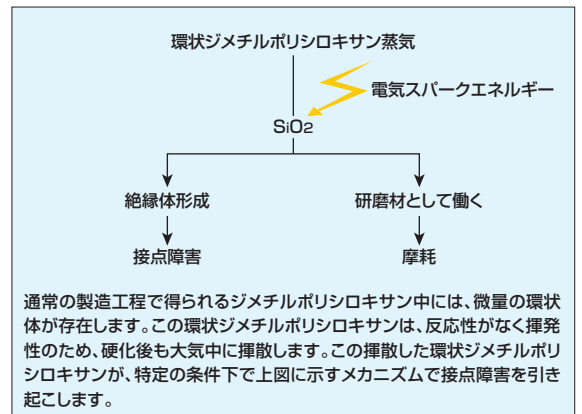 環状ジメチルポリシロキサン蒸気
電気スパークエネルギー
SiO2
絶縁体形成
研磨材として働く
接点障害
摩耗
通常の製造工程で得られるジメチルポリシロキサン中には、微量の環状
体が存在します。この環状ジメチルポリシロキサンは、反応性がなく揮発
性のため、硬化後も大気中に揮散します。この揮散した環状ジメチルポリ
シロキサンが、特定の条件下で上図に示すメカニズムで接点障害を引き
起こします。